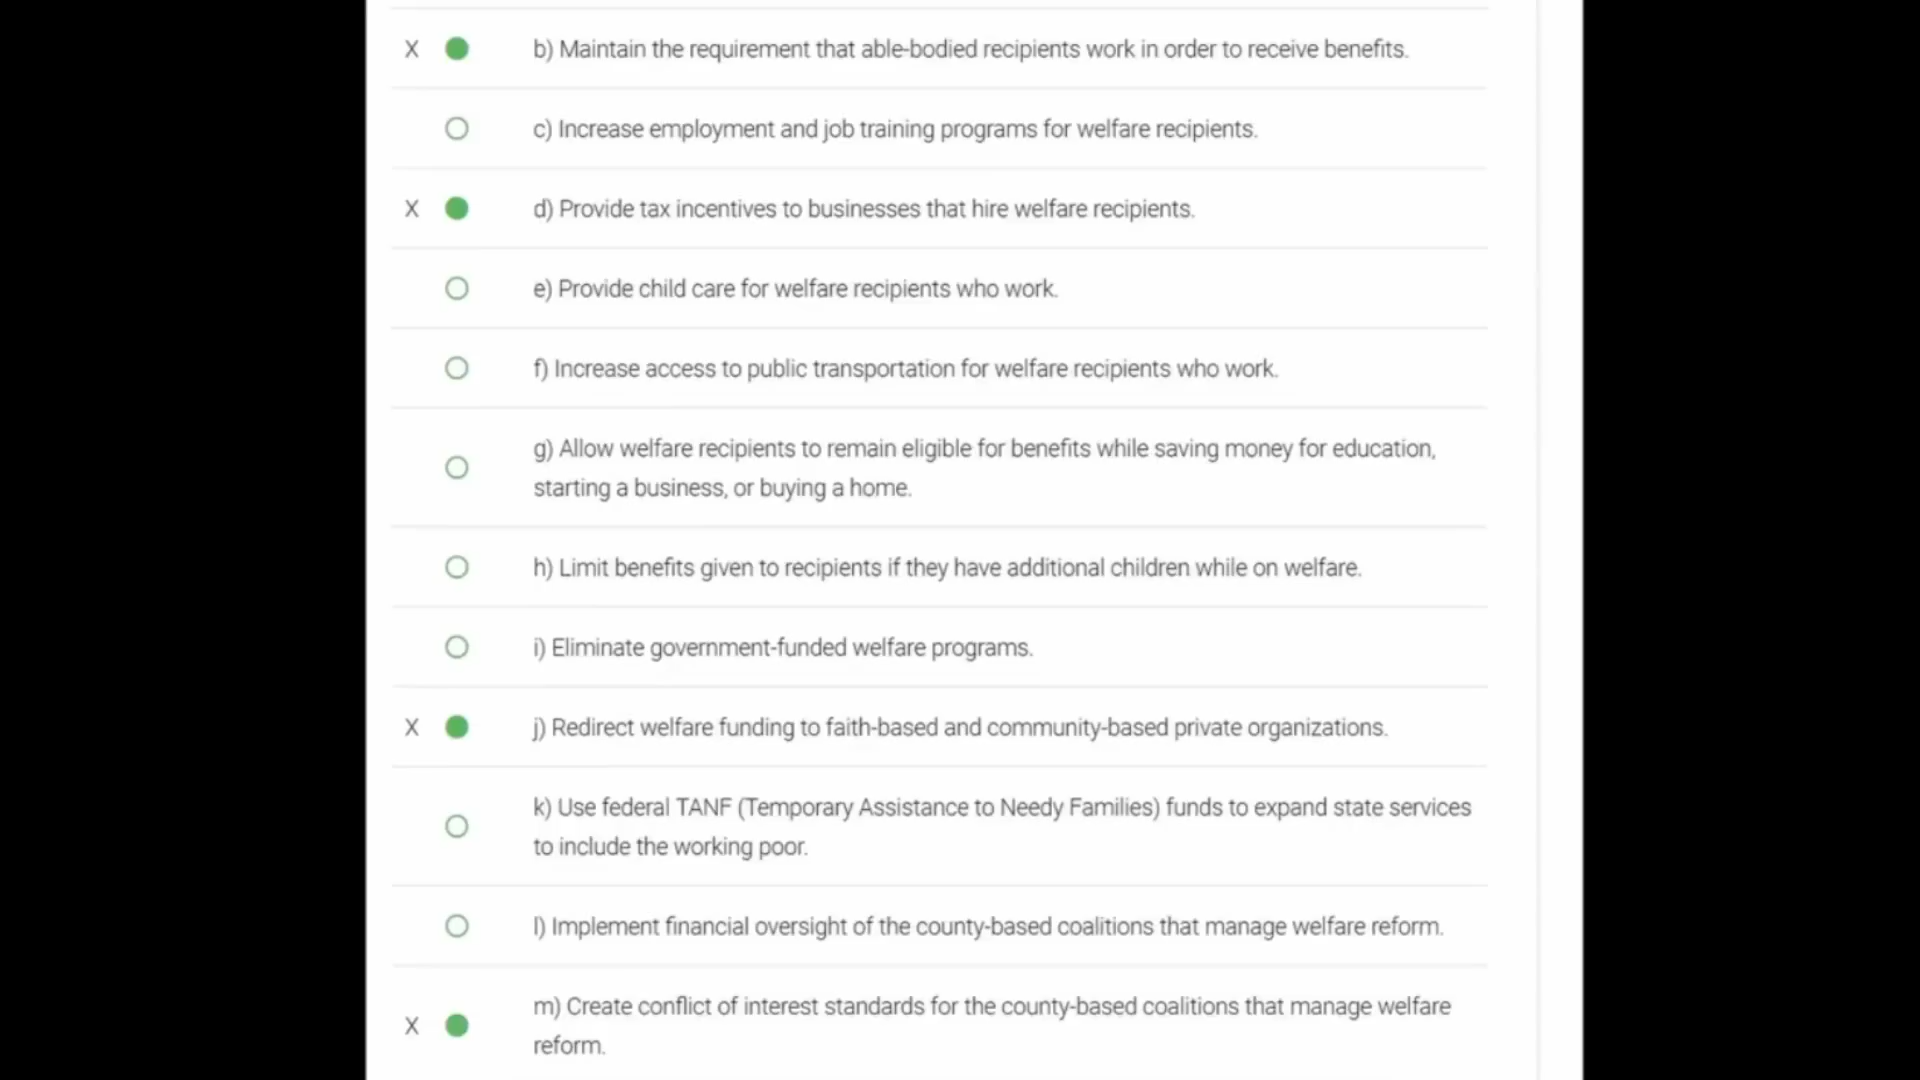 X b) Maintain the requirement that able-bodied recipients work in order to receive benefits.
c) Increase employment and job training programs for welfare recipients.
X d) Provide tax incentives to businesses that hire welfare recipients.
e) Provide child care for welfare recipients who work.
f) Increase access to public transportation for welfare recipients who work.
g) Allow welfare recipients to remain eligible for benefits while saving money for education,
starting a business, or buying a home.
h) Limit benefits given to recipients if they have additional children while on welfare.
i) Eliminate government-funded welfare programs.
X j) Redirect welfare funding to faith-based and community-based private organizations.
k) Use federal TANF (Temporary Assistance to Needy Families) funds to expand state services
to include the working poor.
l) Implement financial oversight of the county-based coalitions that manage welfare reform.
X m) Create conflict of interest standards for the county-based coalitions that manage welfare
reform.